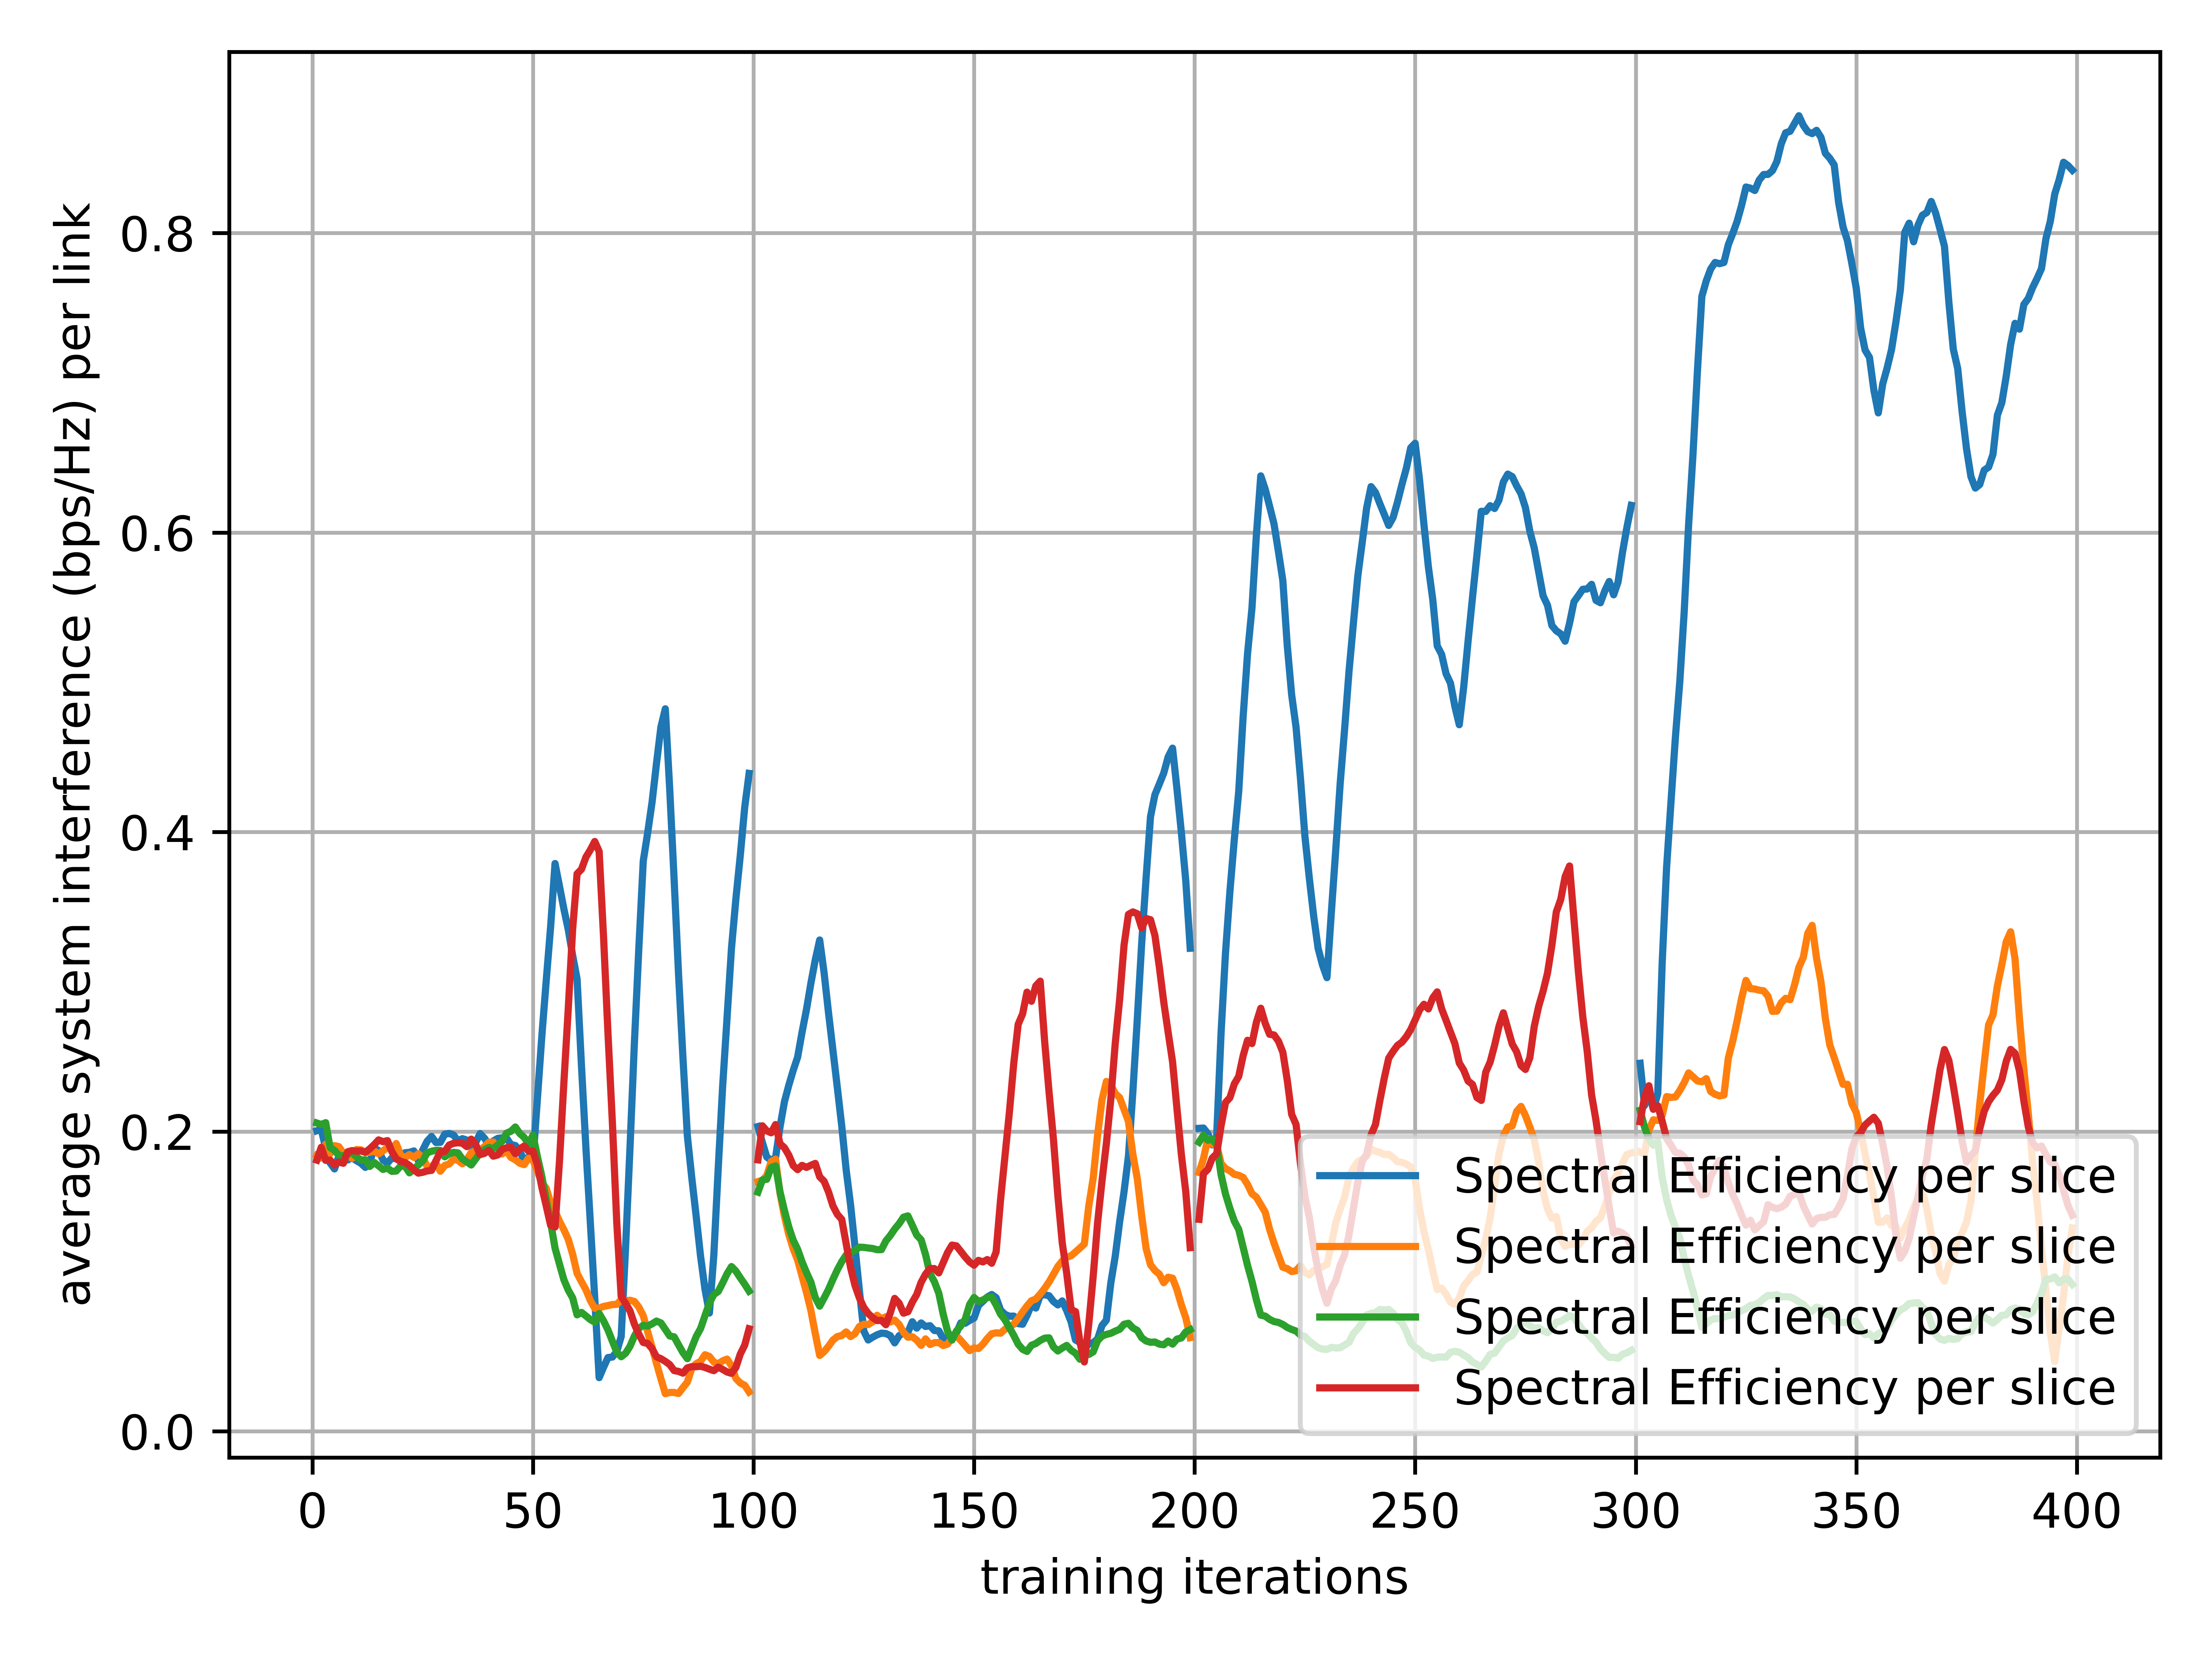 average system interference (bps/Hz) per link
0.8
0.6
0.4
0.2
0.0
Spectral Efficiency per slice
Spectral Efficiency per slice
Spectral Efficiency per slice
Spectral Efficiency per slice
0 50 100 150 200 250 300 350 400
training iterations